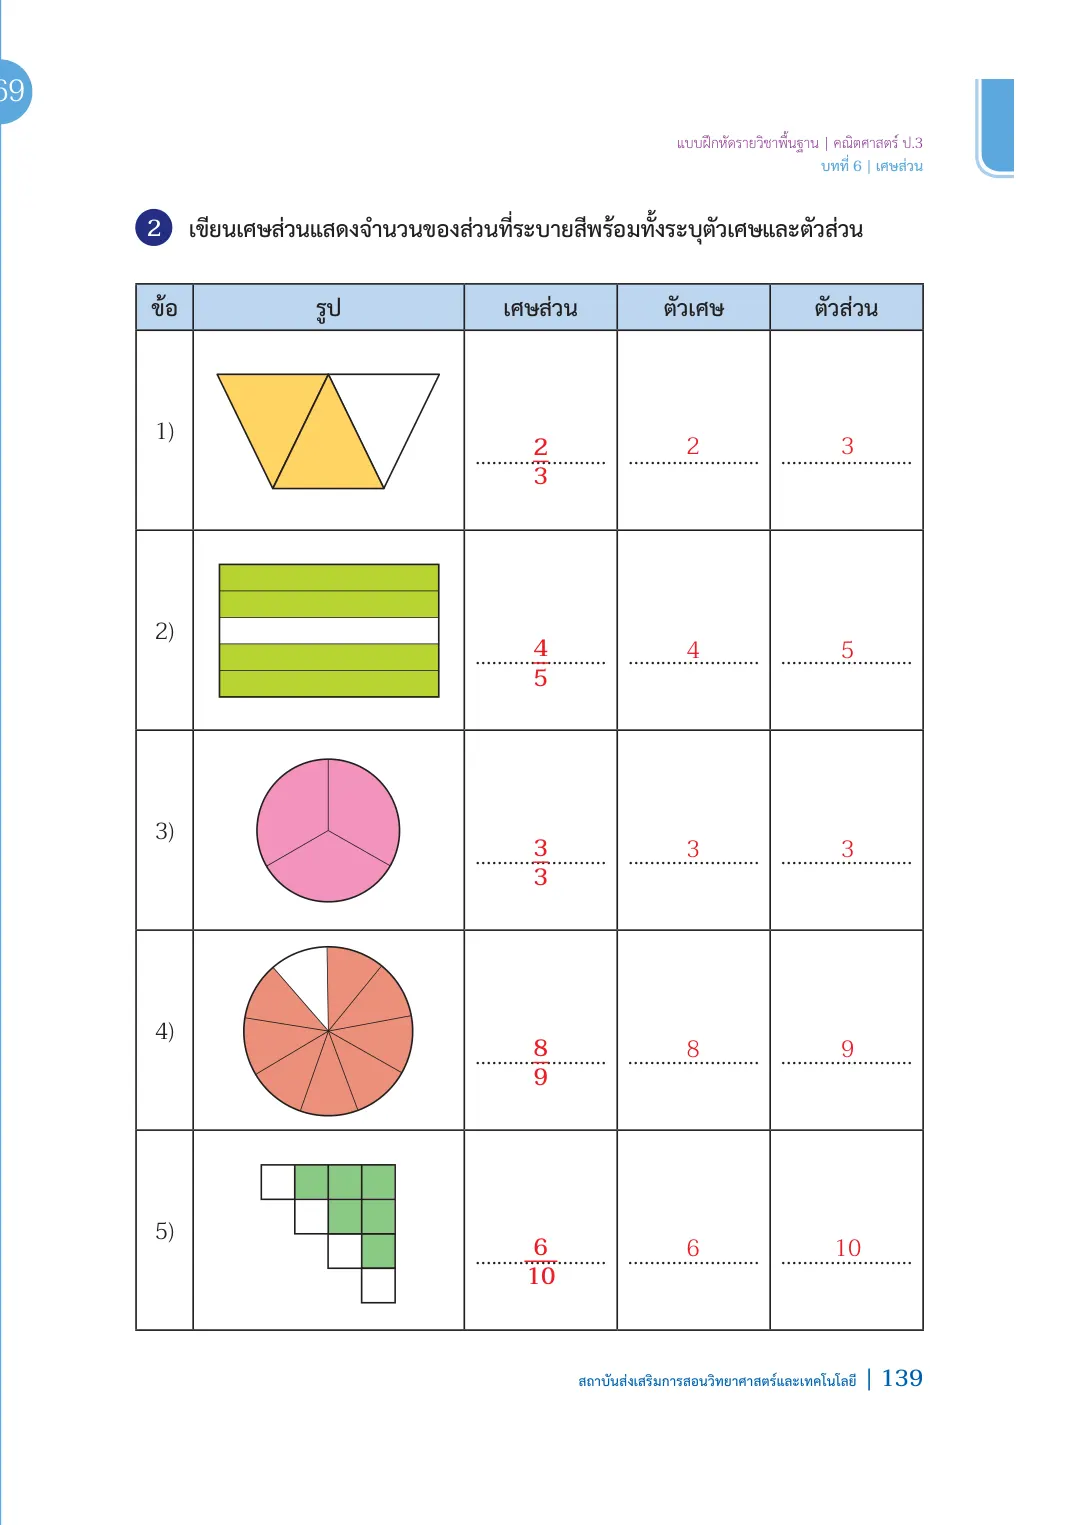 69
แบบฝึกหัดรายวิชาพื้นฐาน | คณิตศาสตร์ ป.3
บทที่ 6 | เศษส่วน
2 เขียนเศษส่วนแสดงจำนวนของส่วนที่ระบายสีพร้อมทั้งระบุตัวเศษและตัวส่วน
ข้อ รูป เศษส่วน ตัวเศษ ตัวส่วน
1) 2/3 2 3
2) 4/5 4 5
3) 3/3 3 3
4) 8/9 8 9
5) 6/10 6 10
สถาบันส่งเสริมการสอนวิทยาศาสตร์และเทคโนโลยี | 139